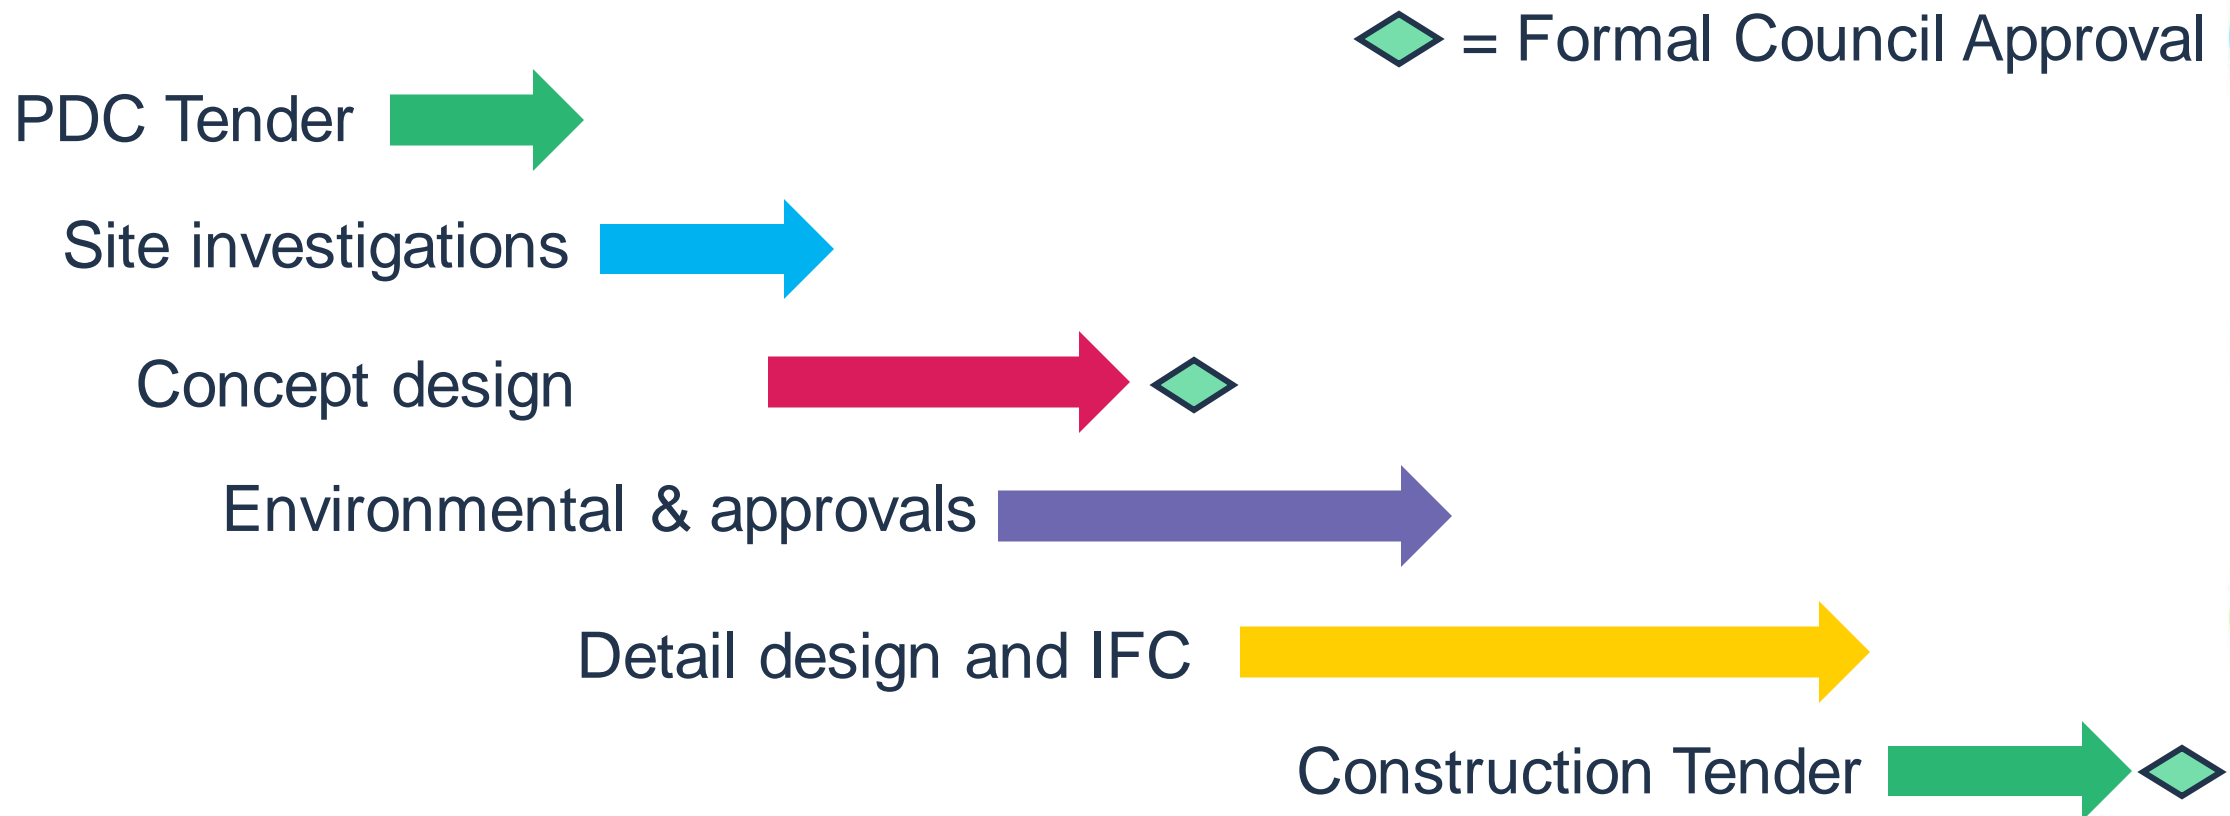 = Formal Council Approval
PDC Tender
Site investigations
Concept design
Environmental & approvals
Detail design and IFC
Construction Tender